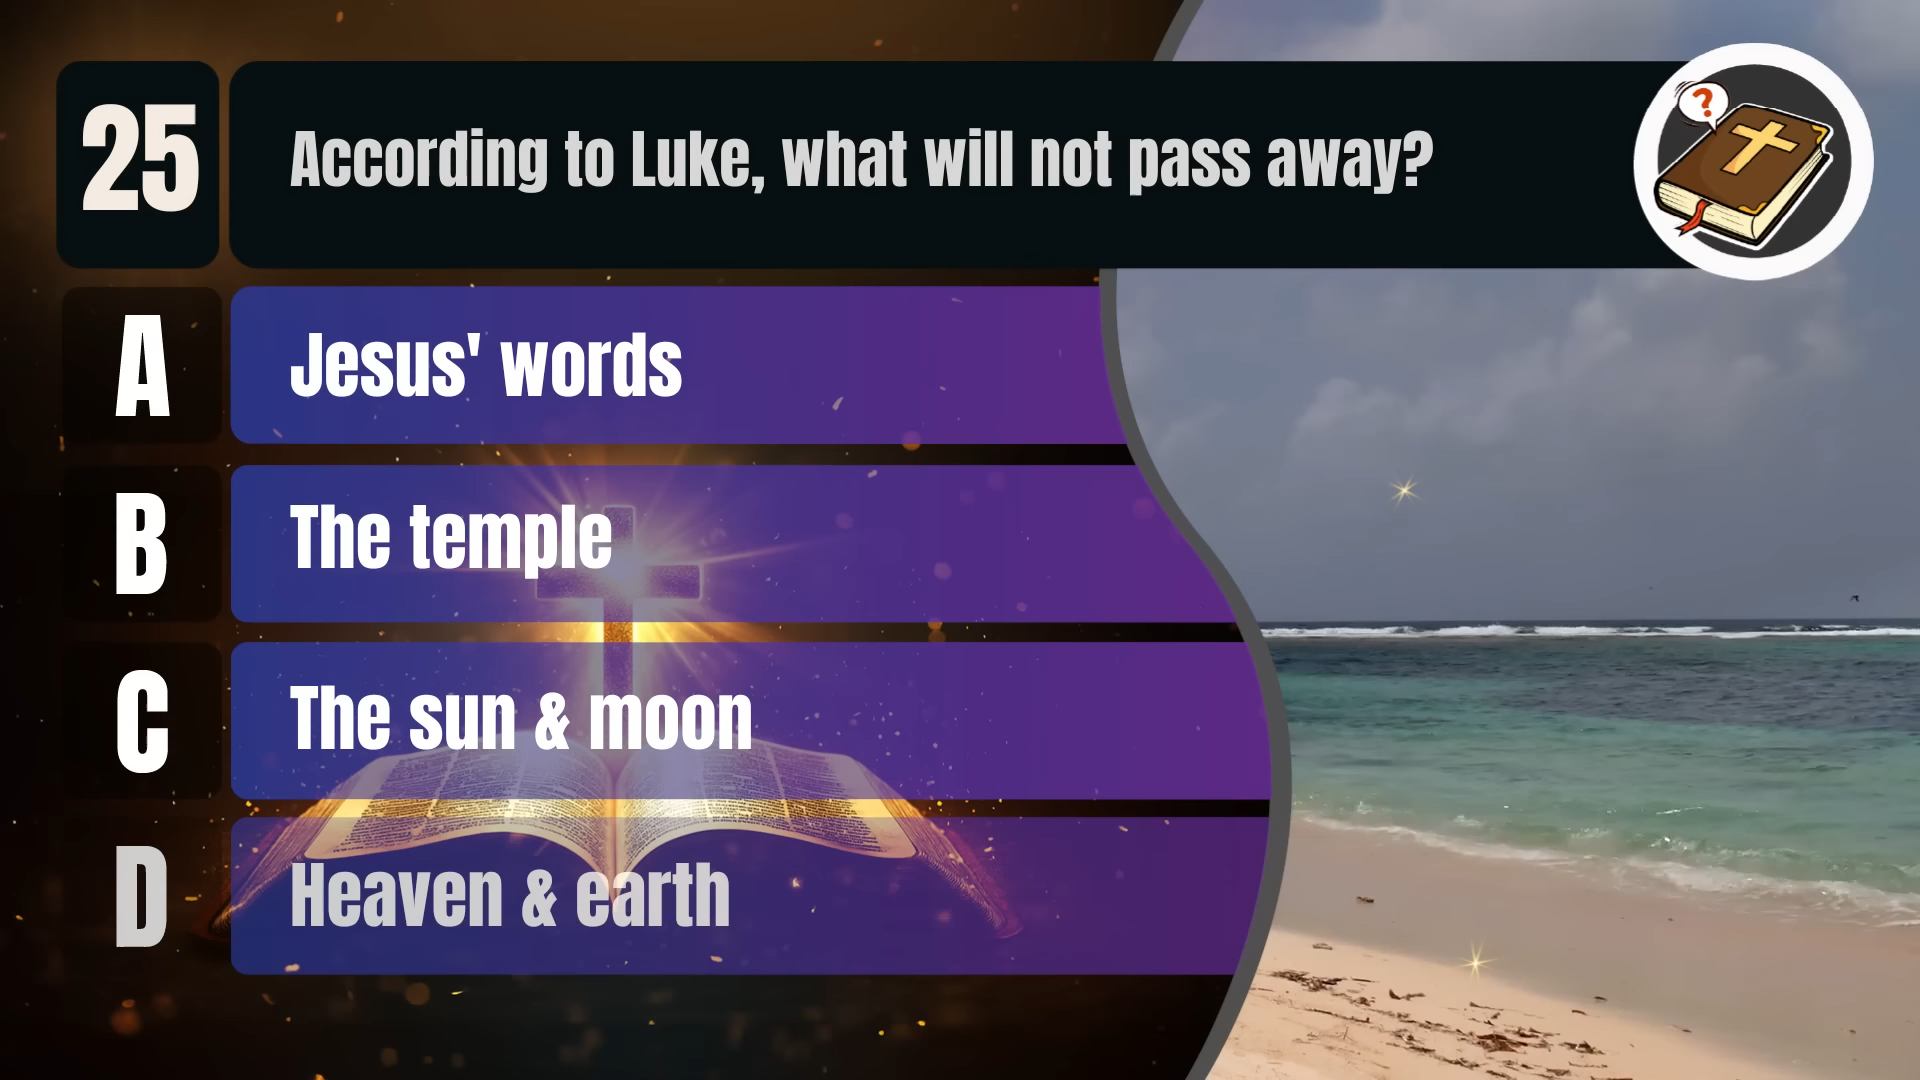 25
According to Luke, what will not pass away?
?
A
Jesus' words
B
The temple
C
The sun & moon
D
Heaven & earth